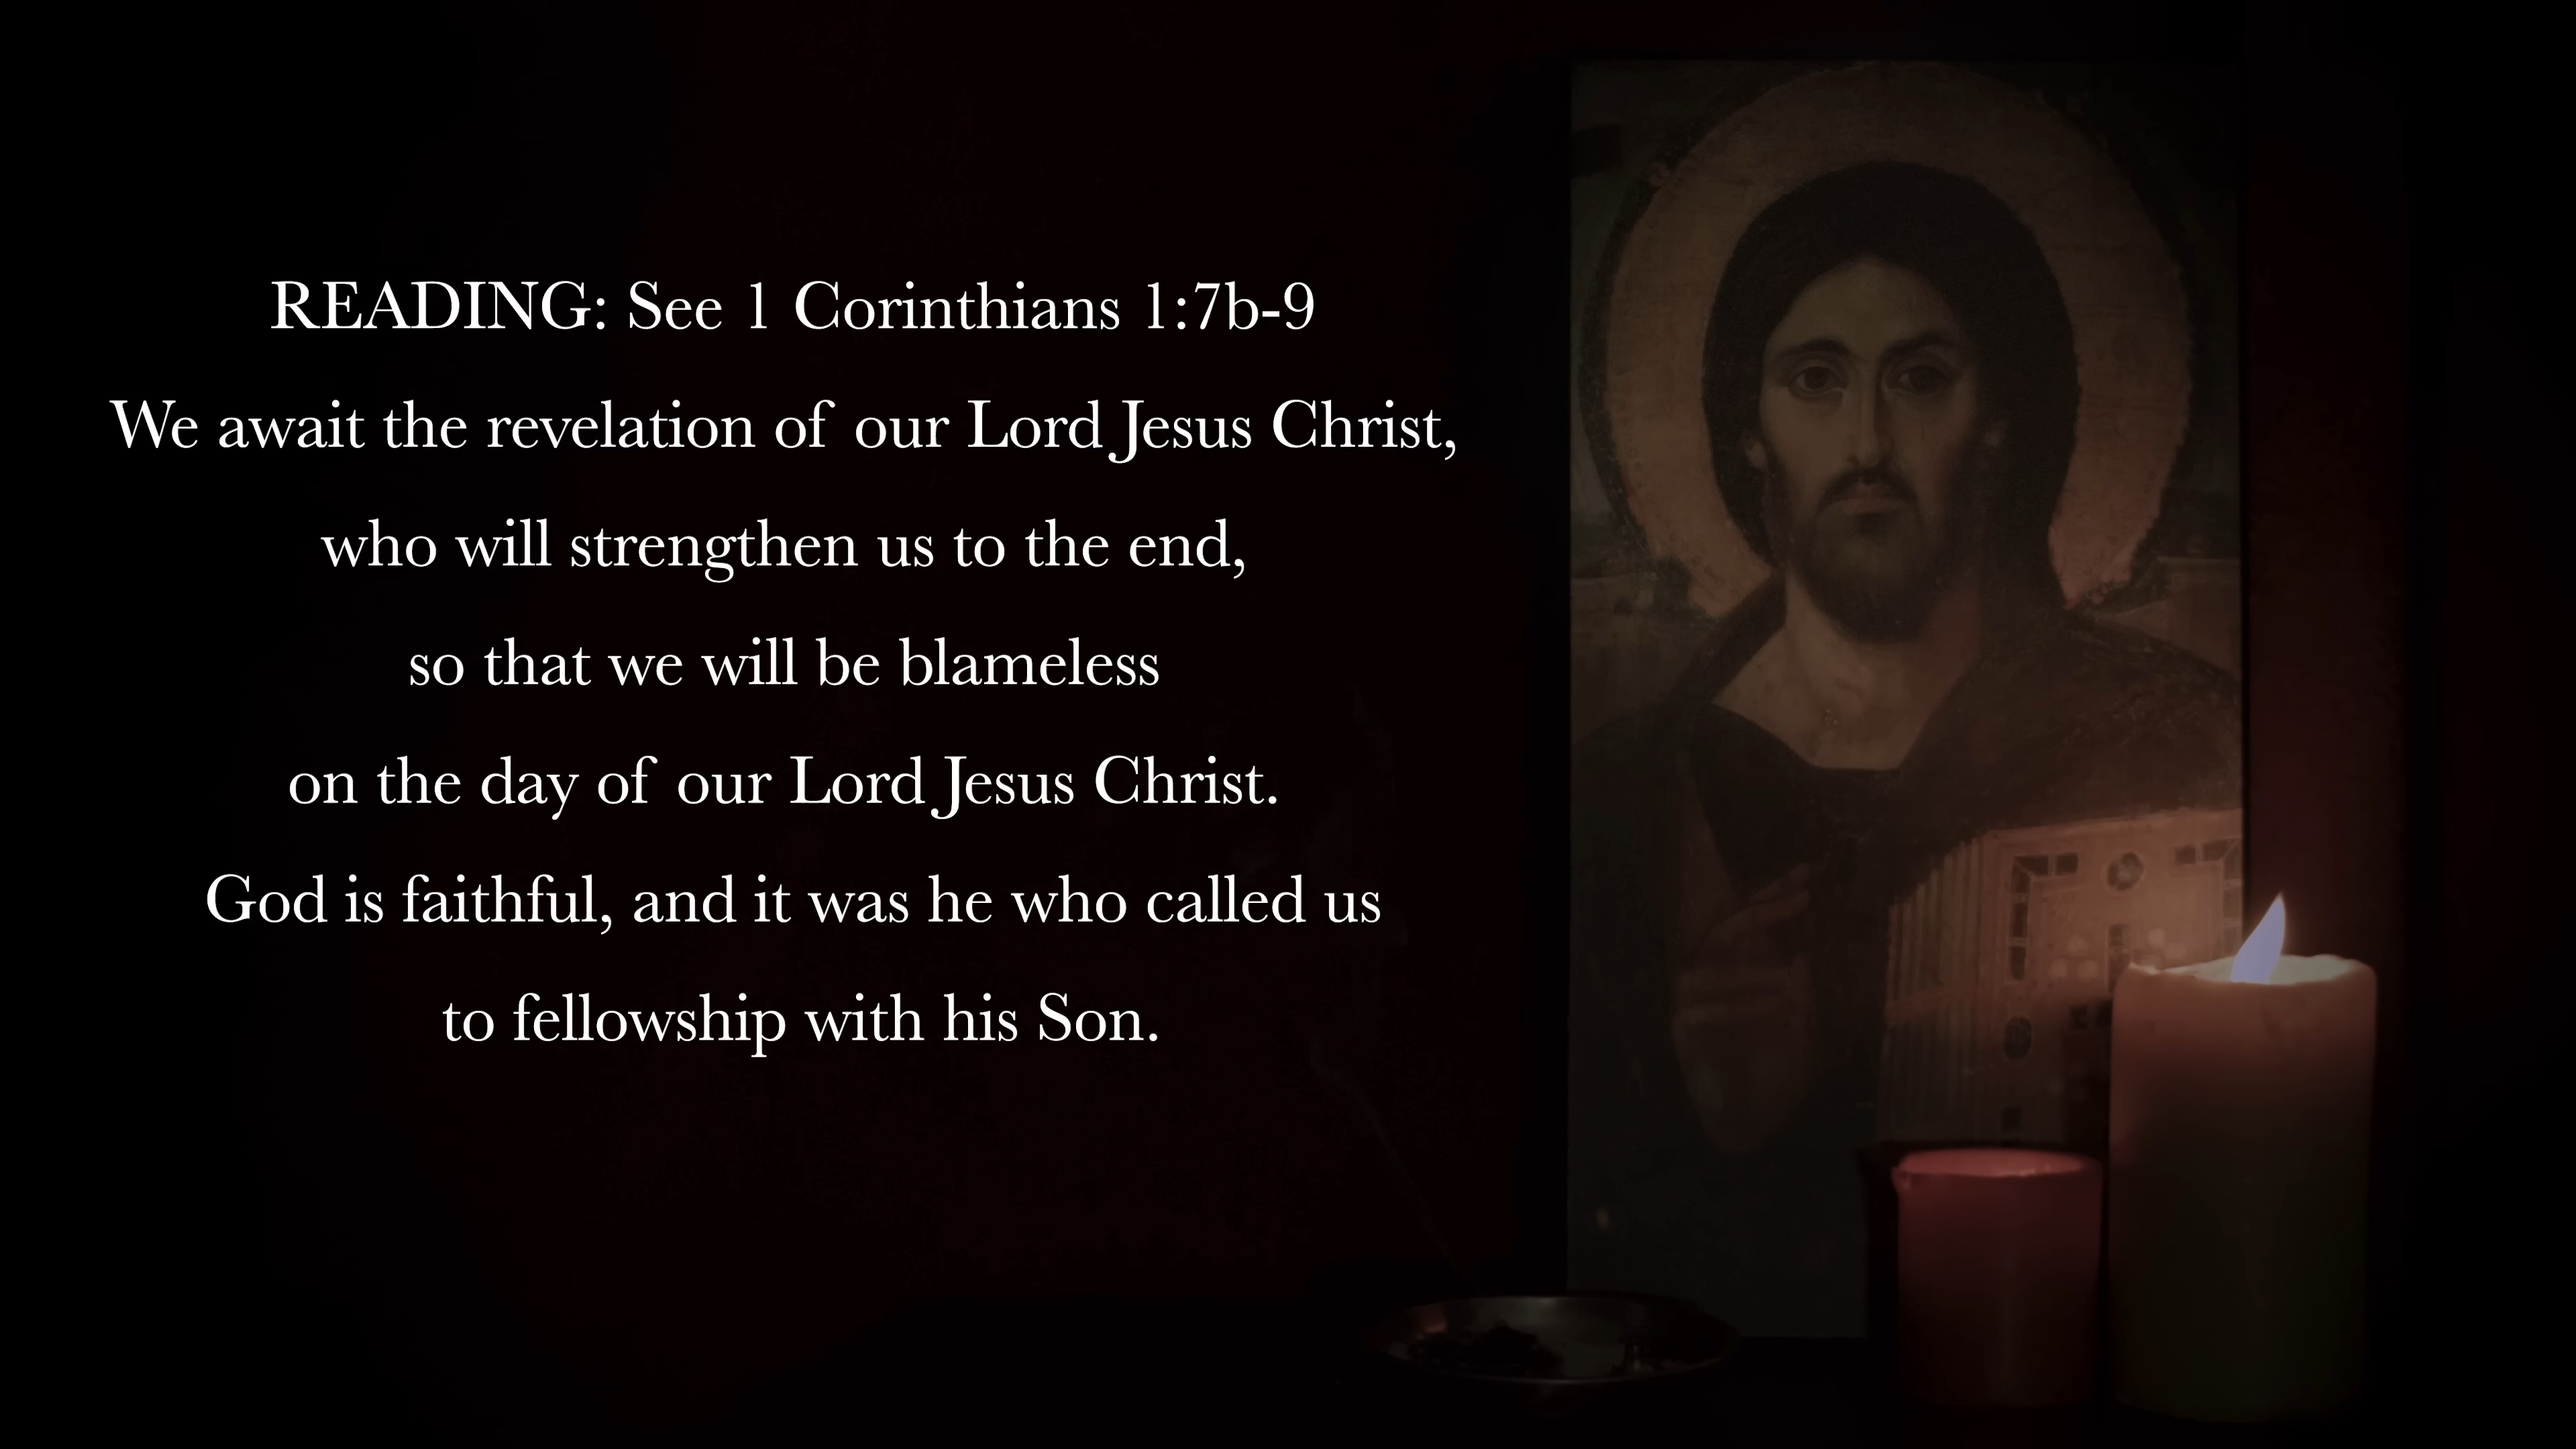 READING: See 1 Corinthians 1:7b-9
We await the revelation of our Lord Jesus Christ,
who will strengthen us to the end,
so that we will be blameless
on the day of our Lord Jesus Christ.
God is faithful, and it was he who called us
to fellowship with his Son.